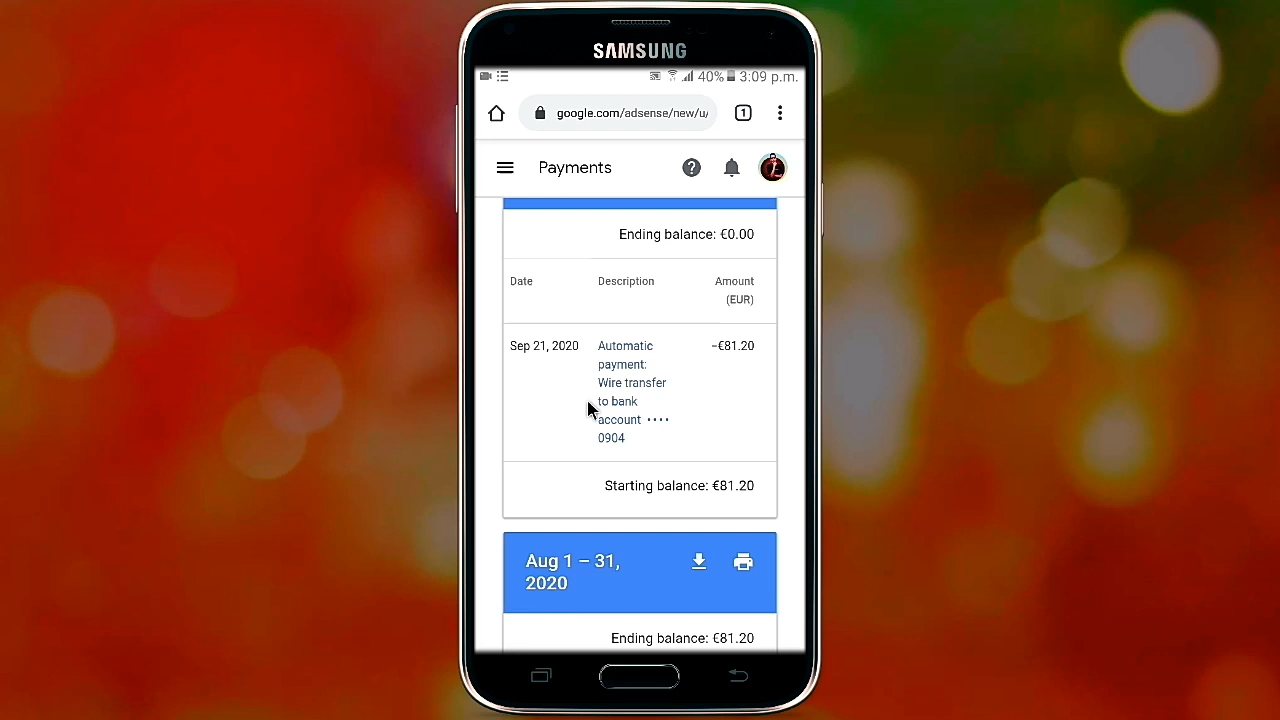 SAMSUNG
40% 3:09 p.m.
google.com/adsense/new/u/
1
Payments
Ending balance: €0.00
Date Description Amount
(EUR)
Sep 21, 2020 Automatic −€81.20
payment:
Wire transfer
to bank
account ····
0904
Starting balance: €81.20
Aug 1 – 31,
2020
Ending balance: €81.20